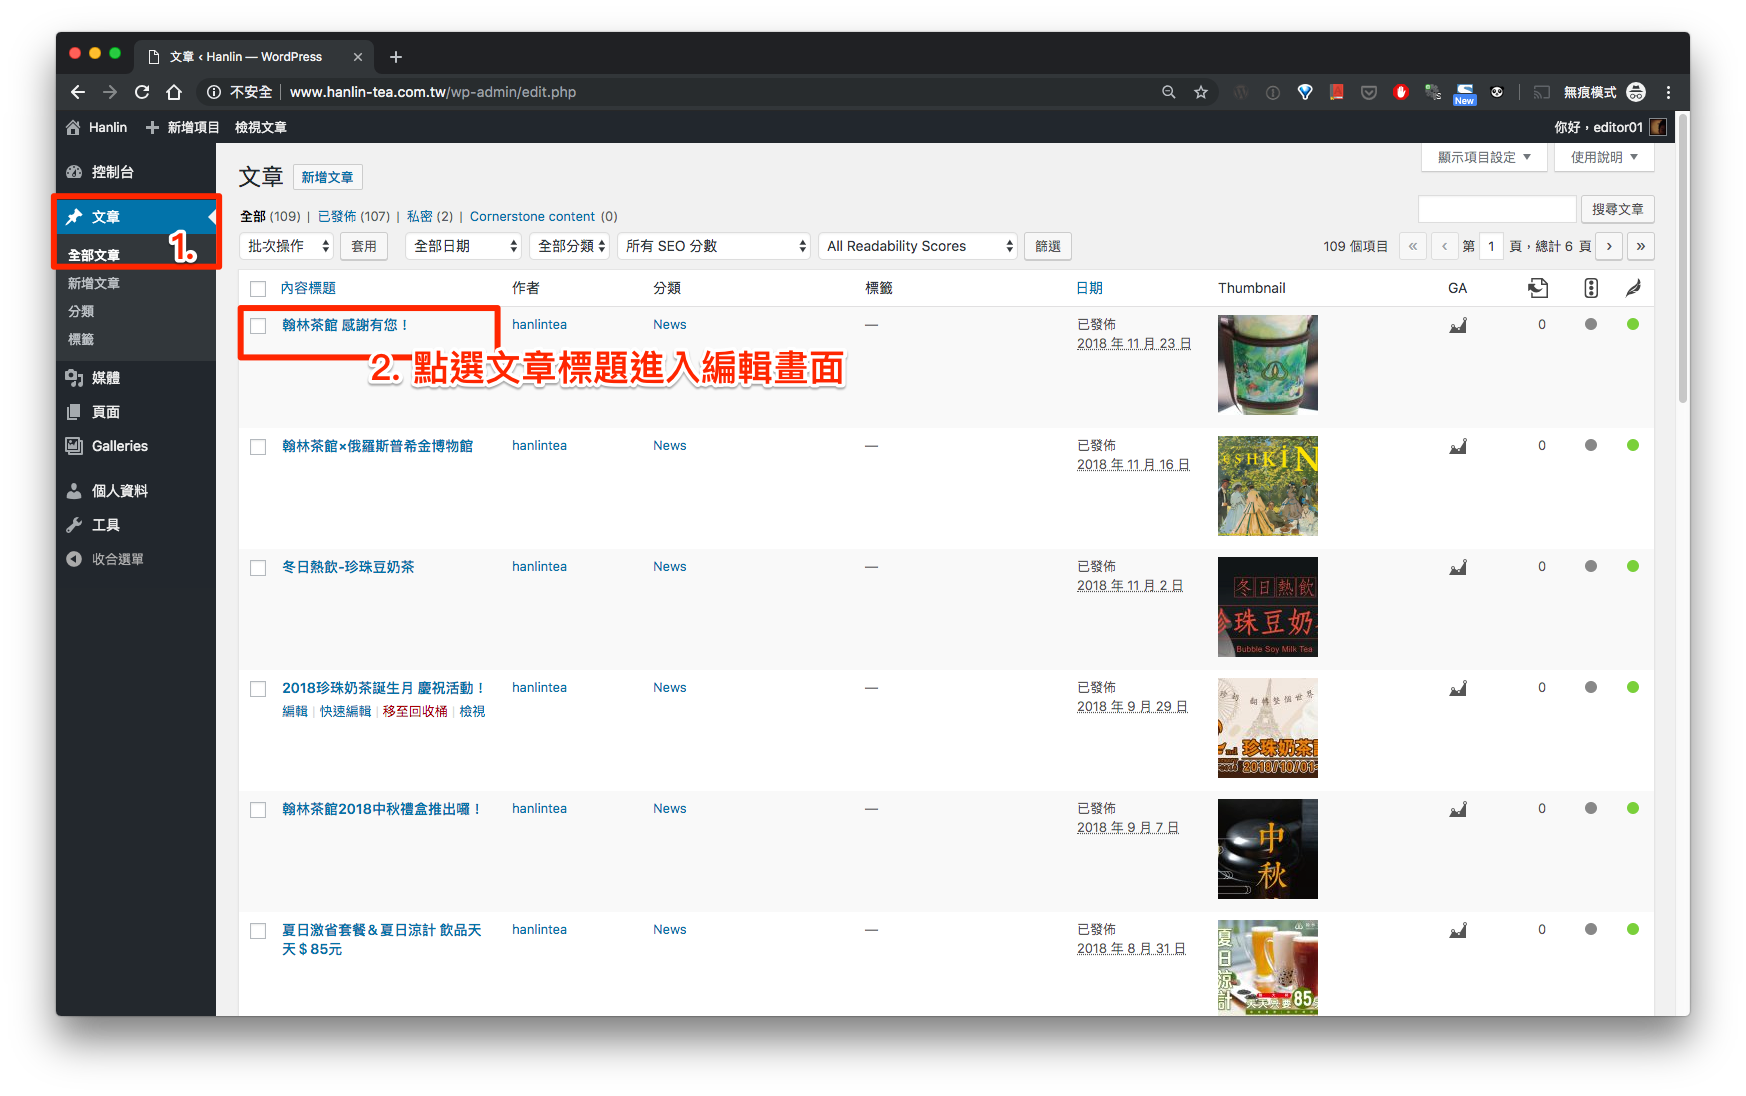 文章 ‹ Hanlin — WordPress
不安全 | www.hanlin-tea.com.tw/wp-admin/edit.php
New
無痕模式
Hanlin
新增項目
檢視文章
你好，editor01
控制台
文章
全部文章
新增文章
分類
標籤
媒體
頁面
Galleries
個人資料
工具
收合選單
1.
文章 新增文章
顯示項目設定
使用說明
全部 (109) | 已發佈 (107) | 私密 (2) | Cornerstone content (0)
搜尋文章
批次操作 套用 全部日期 全部分類 所有 SEO 分數 All Readability Scores 篩選
109 個項目 « ‹ 第 1 頁，總計 6 頁 › »
內容標題 作者 分類 標籤 日期 Thumbnail GA
翰林茶館 感謝有您！ hanlintea News — 已發佈 0
2018 年 11 月 23 日
2. 點選文章標題進入編輯畫面
翰林茶館×俄羅斯普希金博物館 hanlintea News — 已發佈 0
2018 年 11 月 16 日
ESHKIN
冬日熱飲-珍珠豆奶茶 hanlintea News — 已發佈 0
2018 年 11 月 2 日
冬日熱飲
珍珠豆奶
Bubble Soy Milk Tea
2018珍珠奶茶誕生月 慶祝活動！ hanlintea News — 已發佈 0
編輯 | 快速編輯 | 移至回收桶 | 檢視
2018 年 9 月 29 日
翻轉整個世界
珍珠奶茶
2018/10/01
翰林茶館2018中秋禮盒推出囉！ hanlintea News — 已發佈 0
2018 年 9 月 7 日
中秋
夏日激省套餐＆夏日涼計 飲品天 hanlintea News — 已發佈 0
天＄85元
2018 年 8 月 31 日
夏日涼計
天天只要85